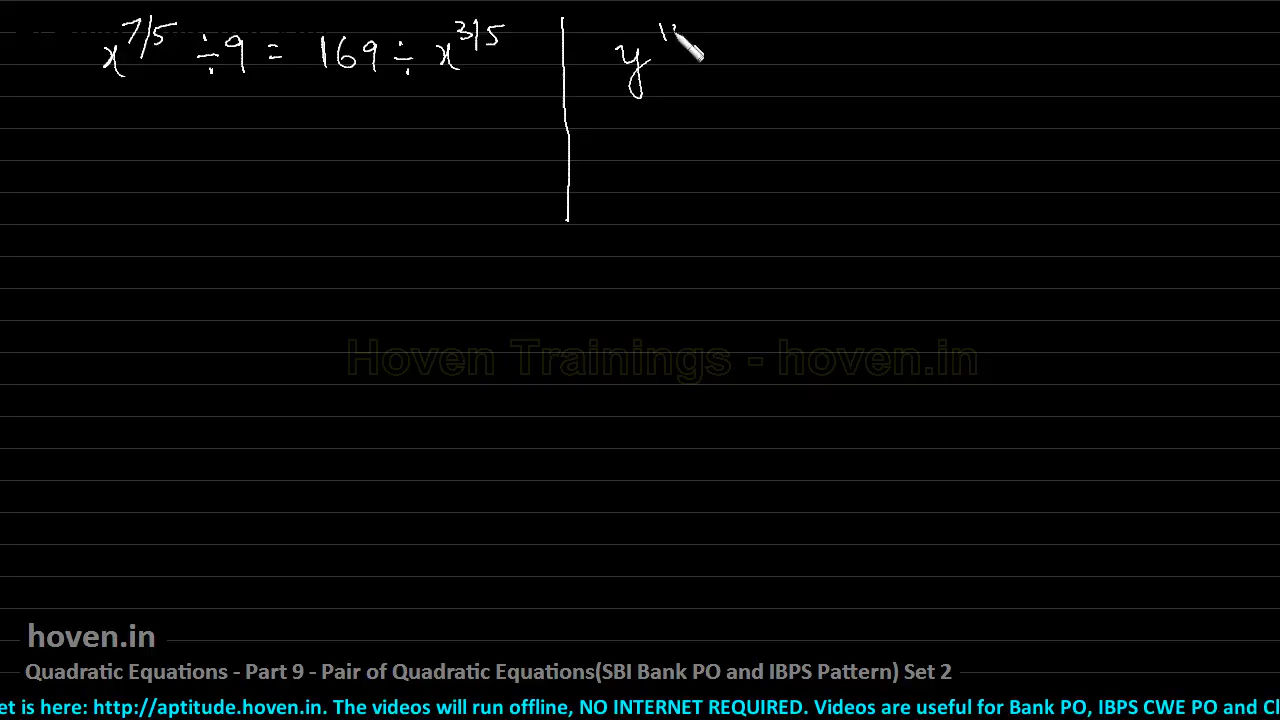 x^7/5 ÷ 9 = 169 ÷ x^3/5
y
Hoven Trainings - hoven.in
hoven.in
Quadratic Equations - Part 9 - Pair of Quadratic Equations(SBI Bank PO and IBPS Pattern) Set 2
et is here: http://aptitude.hoven.in. The videos will run offline, NO INTERNET REQUIRED. Videos are useful for Bank PO, IBPS CWE PO and Cl